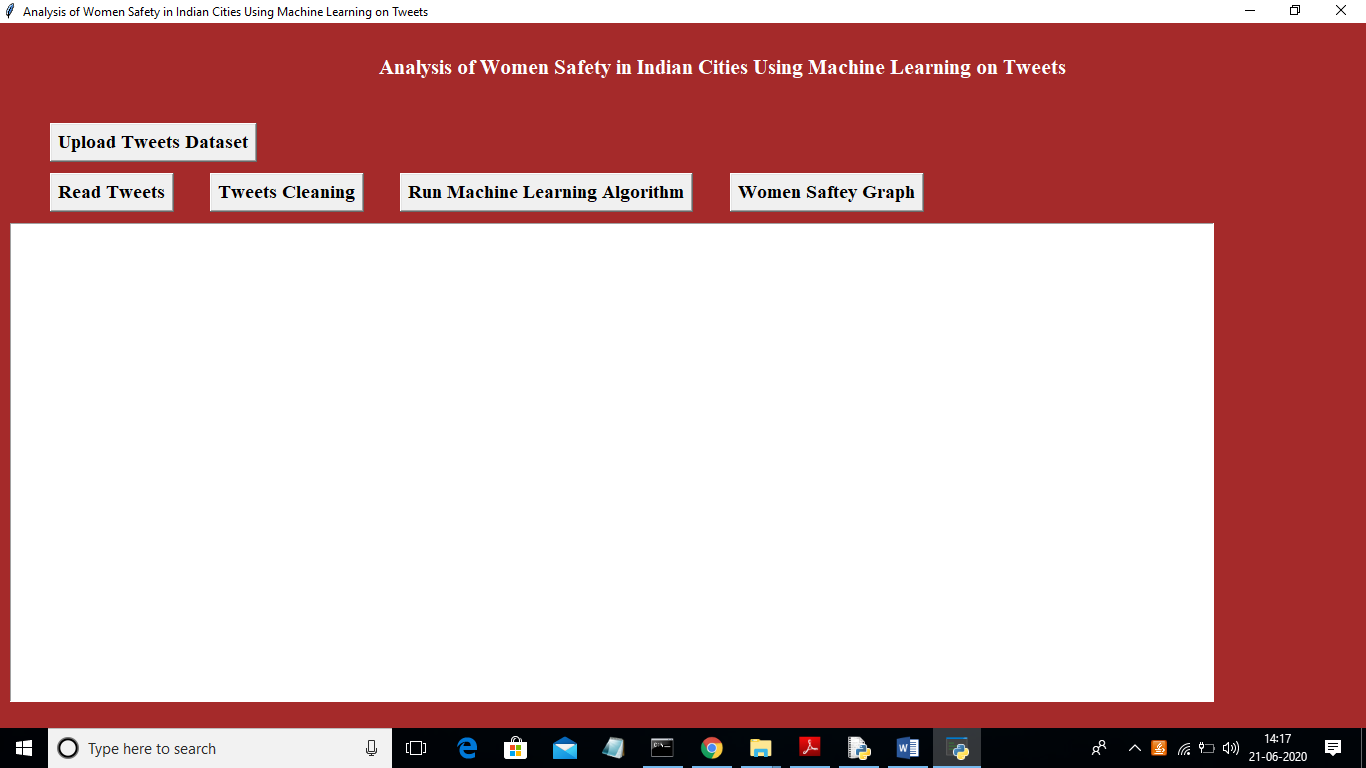 Analysis of Women Safety in Indian Cities Using Machine Learning on Tweets
Analysis of Women Safety in Indian Cities Using Machine Learning on Tweets
Upload Tweets Dataset
Read Tweets Tweets Cleaning Run Machine Learning Algorithm Women Saftey Graph
Type here to search
14:17
21-06-2020